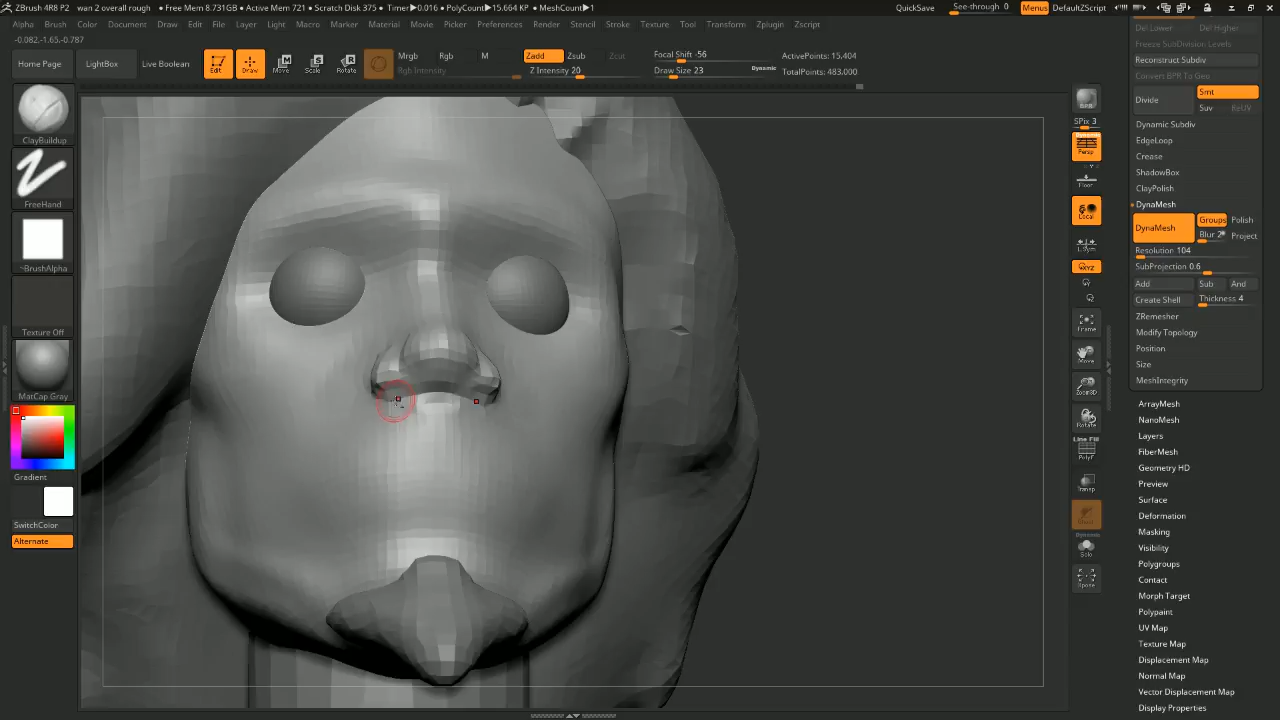 ZBrush 4R8 P2   wan 2 overall rough   • Free Mem 8.731GB • Active Mem 721 • Scratch Disk 375 • Timer▶0.016 • PolyCount▶15.664 KP • MeshCount▶1   QuickSave   See-through 0   Menus   DefaultZScript
Alpha   Brush   Color   Document   Draw   Edit   File   Layer   Light   Macro   Marker   Material   Movie   Picker   Preferences   Render   Stencil   Stroke   Texture   Tool   Transform   Zplugin   Zscript
-0.082,-1.65,-0.787
Home Page   LightBox   Live Boolean   Edit   Draw   Move   Scale   Rotate
Mrgb   Rgb   M   Zadd   Zsub   Zcut   Focal Shift -56   ActivePoints: 15,404
Rgb Intensity   Z Intensity 20   Draw Size 23   Dynamic   TotalPoints: 483,000
ClayBuildup
FreeHand
~BrushAlpha
Texture Off
MatCap Gray
Gradient
SwitchColor
Alternate
BPR
SPix 3
Dynamic
Persp
Floor
Local
L.Sym
XYZ
Frame
Move
Zoom3D
Rotate
Line Fill
PolyF
Transp
Ghost
Dynamic
Solo
Xpose
Del Lower   Del Higher
Freeze SubDivision Levels
Reconstruct Subdiv
Convert BPR To Geo
Divide   Smt
Suv   ReUV
Dynamic Subdiv
EdgeLoop
Crease
ShadowBox
ClayPolish
DynaMesh
DynaMesh   Groups   Polish
Blur 2   Project
Resolution 104
SubProjection 0.6
Add   Sub   And
Create Shell   Thickness 4
ZRemesher
Modify Topology
Position
Size
MeshIntegrity
ArrayMesh
NanoMesh
Layers
FiberMesh
Geometry HD
Preview
Surface
Deformation
Masking
Visibility
Polygroups
Contact
Morph Target
Polypaint
UV Map
Texture Map
Displacement Map
Normal Map
Vector Displacement Map
Display Properties